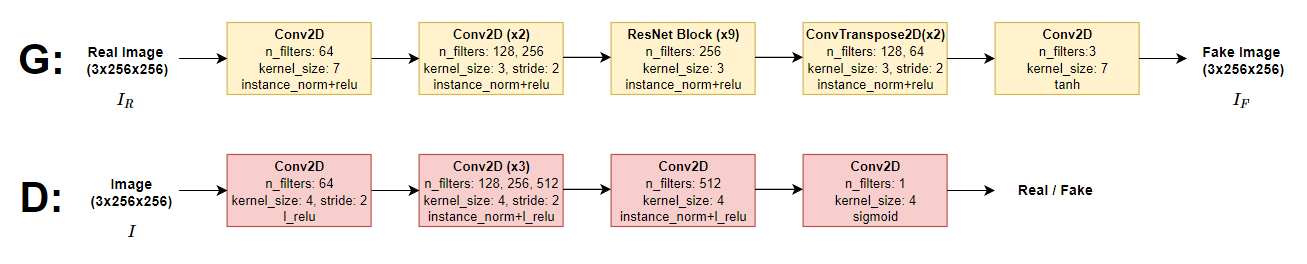 G:
Real Image
(3x256x256)
I_R
Conv2D
n_filters: 64
kernel_size: 7
instance_norm+relu
Conv2D (x2)
n_filters: 128, 256
kernel_size: 3, stride: 2
instance_norm+relu
ResNet Block (x9)
n_filters: 256
kernel_size: 3
instance_norm+relu
ConvTranspose2D(x2)
n_filters: 128, 64
kernel_size: 3, stride: 2
instance_norm+relu
Conv2D
n_filters:3
kernel_size: 7
tanh
Fake Image
(3x256x256)
I_F
D:
Image
(3x256x256)
I
Conv2D
n_filters: 64
kernel_size: 4, stride: 2
l_relu
Conv2D (x3)
n_filters: 128, 256, 512
kernel_size: 4, stride: 2
instance_norm+l_relu
Conv2D
n_filters: 512
kernel_size: 4
instance_norm+l_relu
Conv2D
n_filters: 1
kernel_size: 4
sigmoid
Real / Fake